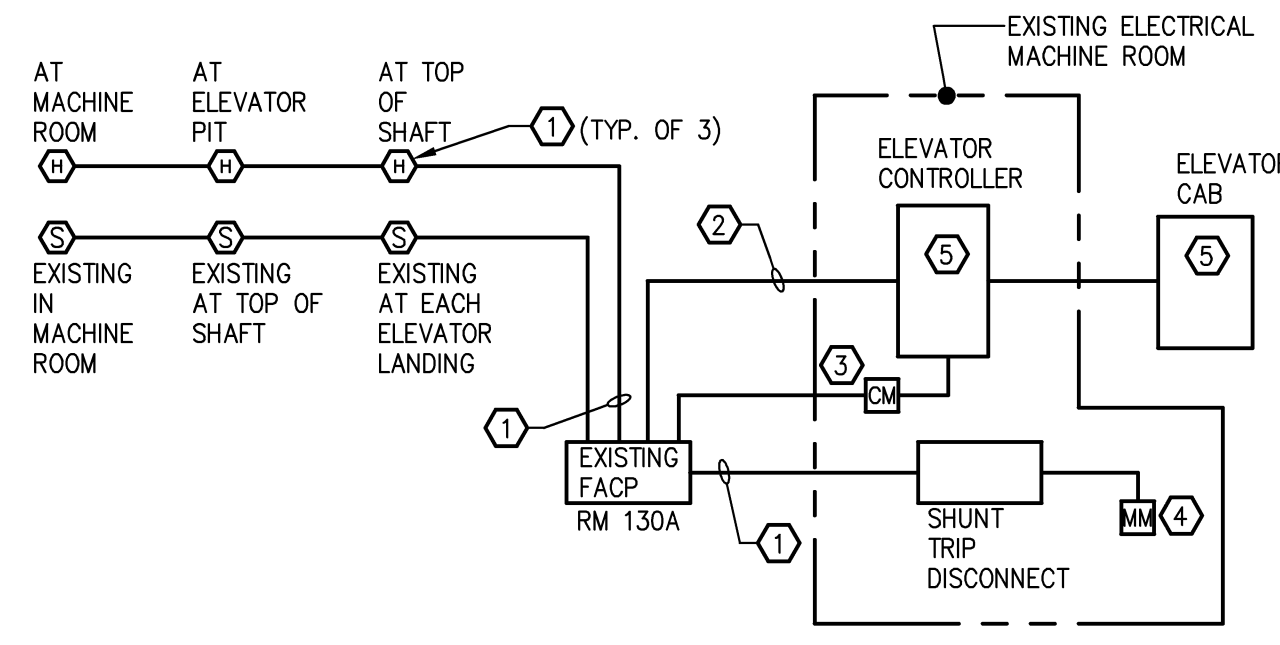 EXISTING ELECTRICAL
MACHINE ROOM
AT
MACHINE
ROOM
AT
ELEVATOR
PIT
AT TOP
OF
SHAFT
1 (TYP. OF 3)
H
H
H
S
S
S
EXISTING
IN
MACHINE
ROOM
EXISTING
AT TOP OF
SHAFT
EXISTING
AT EACH
ELEVATOR
LANDING
ELEVATOR
CONTROLLER
ELEVATOR
CAB
2
5
5
3
CM
1
EXISTING
FACP
RM 130A
1
SHUNT
TRIP
DISCONNECT
MM
4